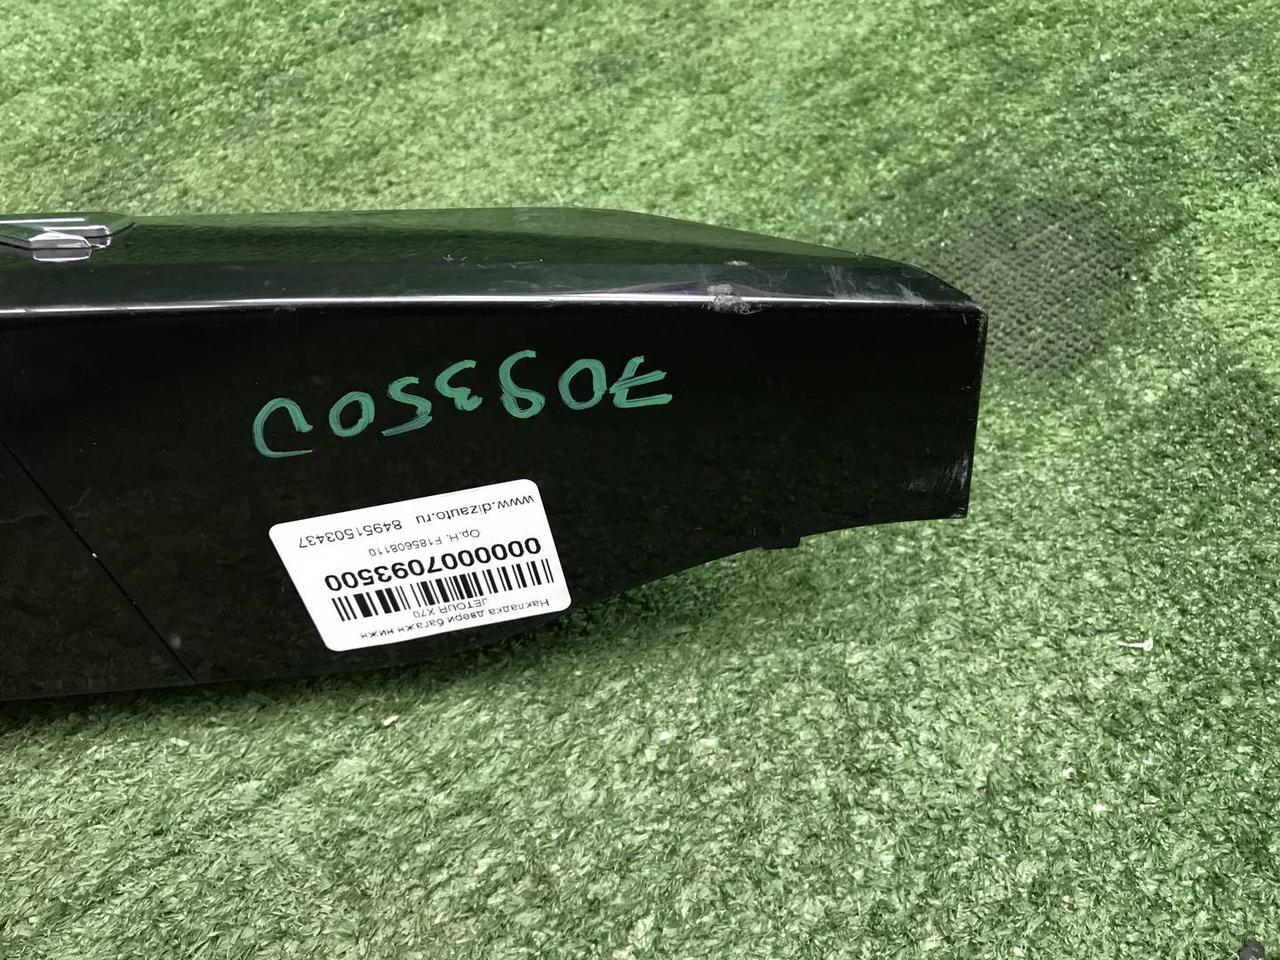 7093500
Накладка двери багажн нижн
JETOUR X70
0000007093500
Ор.Н. F185608110
www.dizauto.ru 84951503437